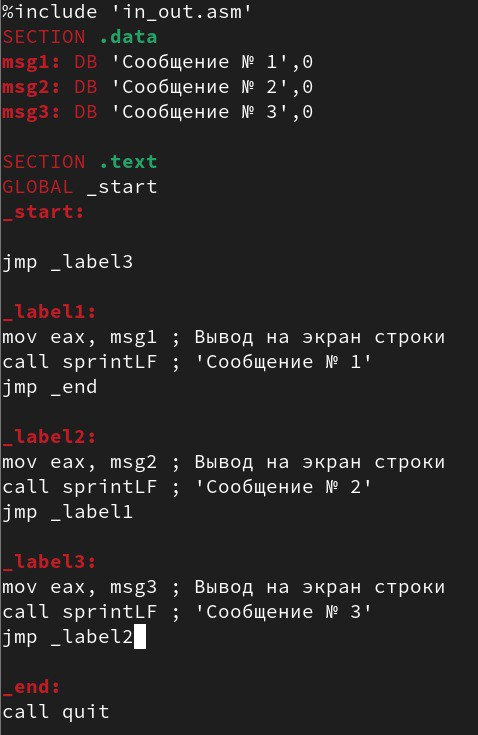 %include 'in_out.asm'
SECTION .data
msg1: DB 'Сообщение № 1',0
msg2: DB 'Сообщение № 2',0
msg3: DB 'Сообщение № 3',0
SECTION .text
GLOBAL _start
_start:
jmp _label3
_label1:
mov eax, msg1 ; Вывод на экран строки
call sprintLF ; 'Сообщение № 1'
jmp _end
_label2:
mov eax, msg2 ; Вывод на экран строки
call sprintLF ; 'Сообщение № 2'
jmp _label1
_label3:
mov eax, msg3 ; Вывод на экран строки
call sprintLF ; 'Сообщение № 3'
jmp _label2
_end:
call quit